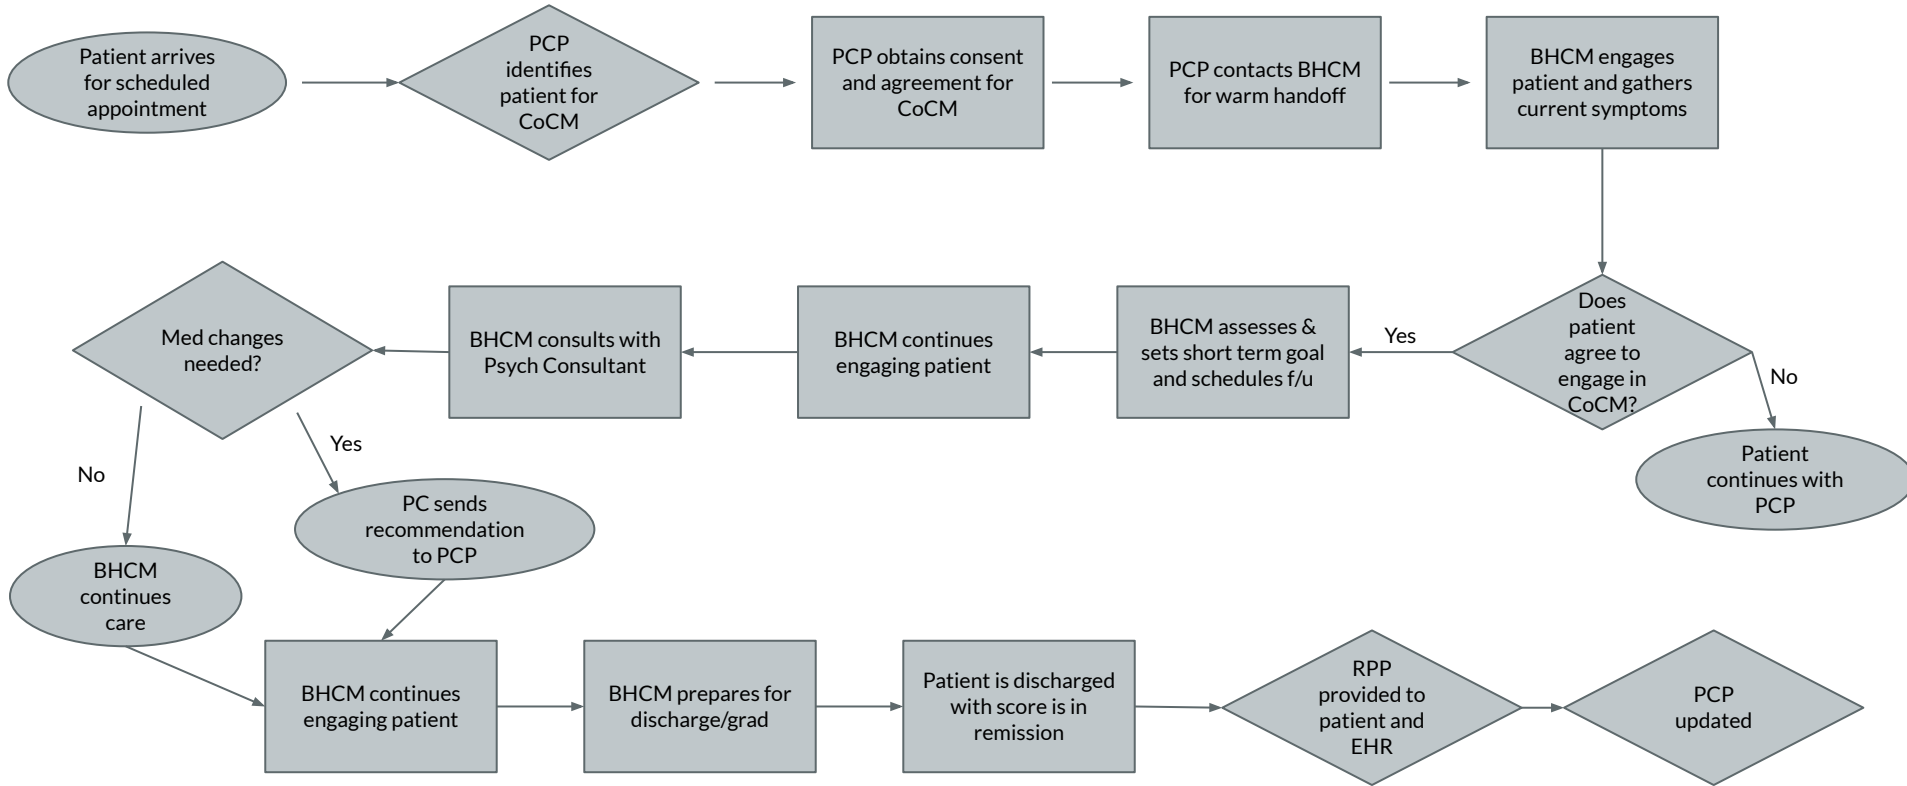 Patient arrives
for scheduled
appointment
PCP
identifies
patient for
CoCM
PCP obtains consent
and agreement for
CoCM
PCP contacts BHCM
for warm handoff
BHCM engages
patient and gathers
current symptoms
Does
patient
agree to
engage in
CoCM?
No
Patient
continues with
PCP
Yes
BHCM assesses &
sets short term goal
and schedules f/u
BHCM continues
engaging patient
BHCM consults with
Psych Consultant
Med changes
needed?
No
Yes
BHCM
continues
care
PC sends
recommendation
to PCP
BHCM continues
engaging patient
BHCM prepares for
discharge/grad
Patient is discharged
with score is in
remission
RPP
provided to
patient and
EHR
PCP
updated